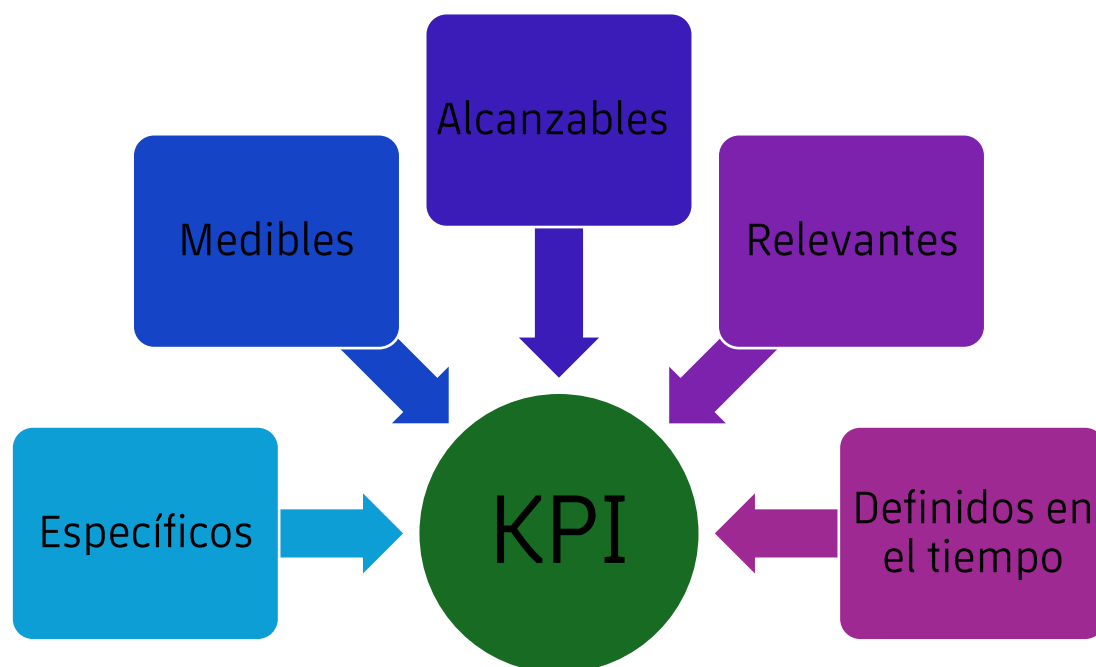 Alcanzables
Medibles
Relevantes
Específicos
KPI
Definidos en
el tiempo